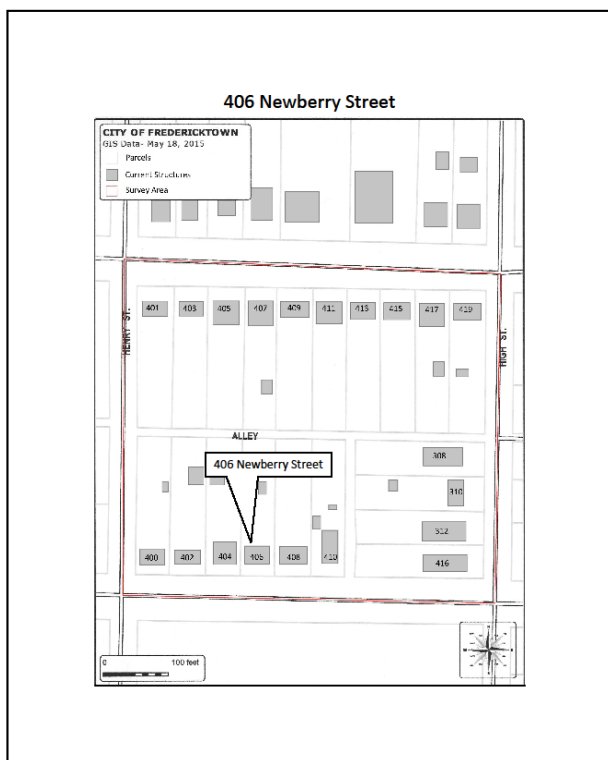 406 Newberry Street
CITY OF FREDERICKTOWN
GIS Data- May 18, 2015
Parcels
Current Structures
Survey Area
401 403 405 407 409 411 413 415 417 419
HENRY ST.
HIGH ST.
ALLEY
308
406 Newberry Street
310
312
400 402 404 406 408 410
416
0 100 feet